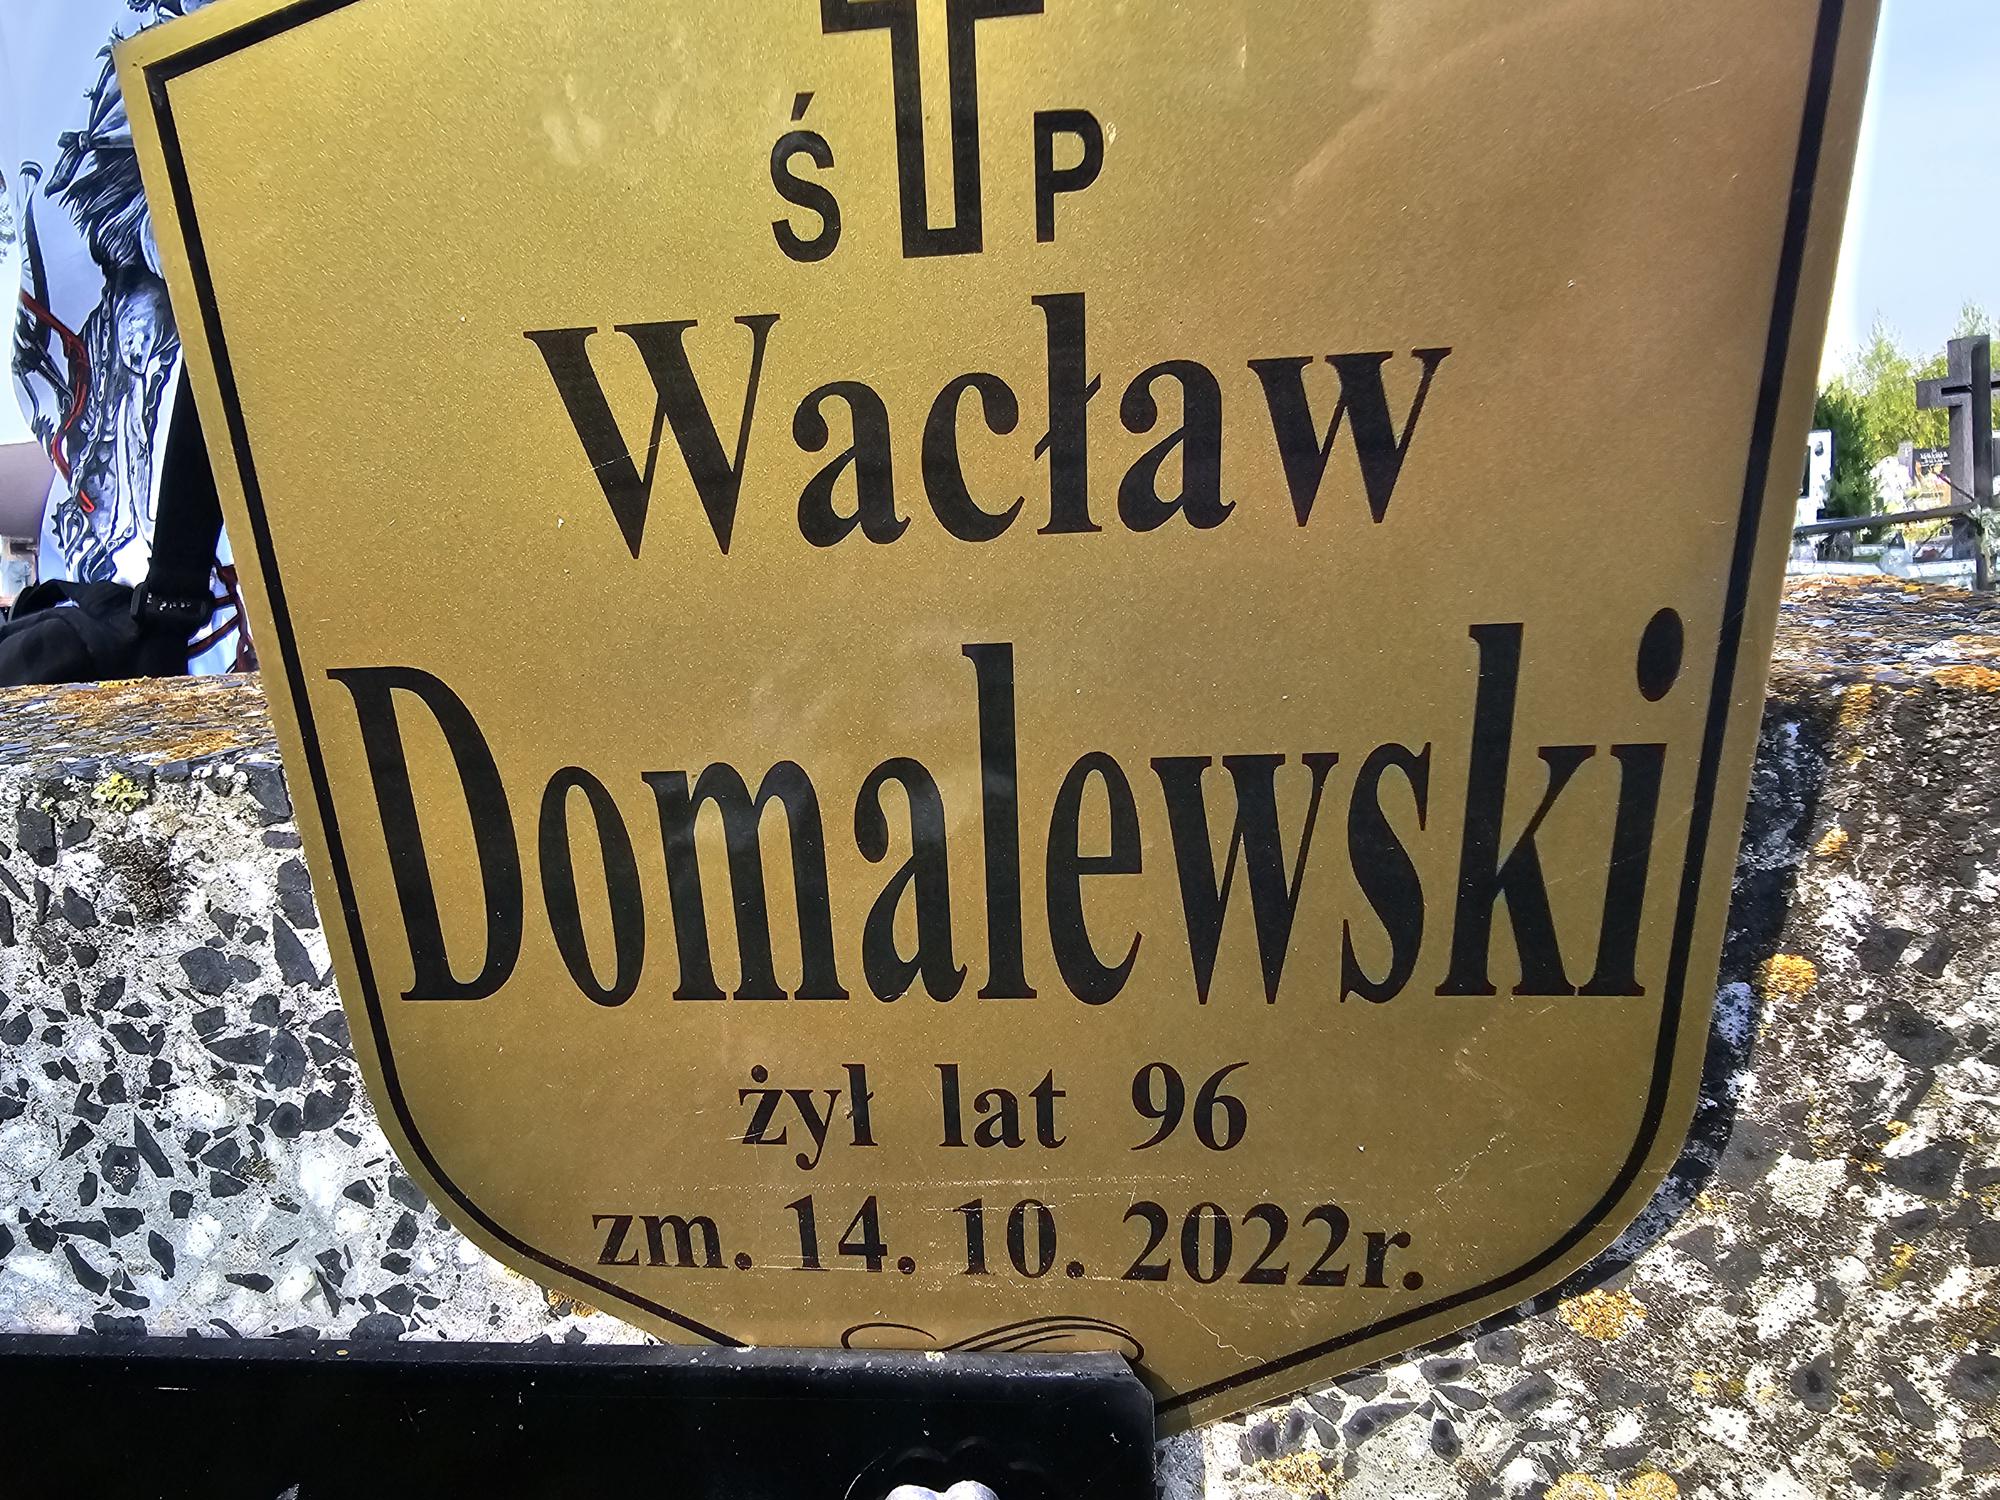 Ś P
Wacław
Domalewski
żył lat 96
zm. 14. 10. 2022r.